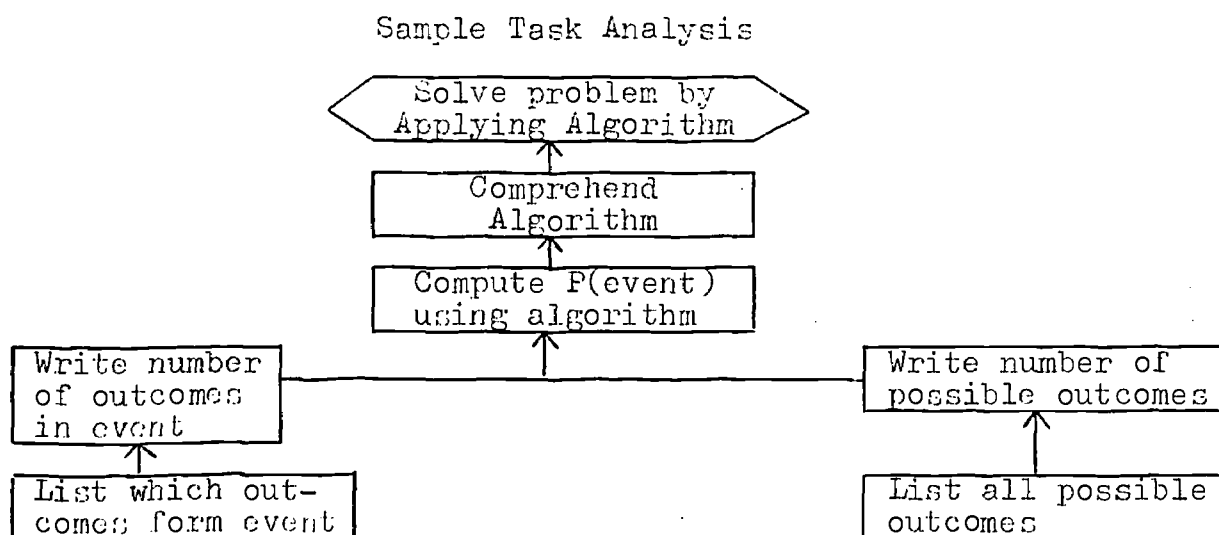 Sample Task Analysis
Solve problem by
Applying Algorithm
Comprehend
Algorithm
Compute P(event)
using algorithm
Write number
of outcomes
in event
Write number of
possible outcomes
List which out-
comes form event
List all possible
outcomes